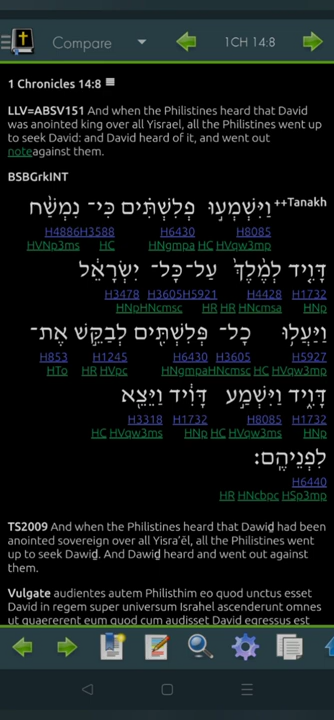 Compare
1CH 14:8
1 Chronicles 14:8
LLV=ABSV151 And when the Philistines heard that David
was anointed king over all Yisrael, all the Philistines went up
to seek David: and David heard of it, and went out
noteagainst them.
BSBGrkINT
++Tanakh וַיִּשְׁמְע֣וּ פְלִשְׁתִּ֗ים כִּי־ נִמְשַׁ֨ח
H4886H3588 H6430 H8085
HVNp3ms HC HNgmpa HC HVqw3mp
דָּוִ֤יד לְמֶ֙לֶךְ֙ עַל־כָּל־ יִשְׂרָאֵ֔ל
H3478 H3605H5921 H4428 H1732
HNpHNcmsc HR HR HNcmsa HNp
וַיַּעֲל֥וּ כָל־ פְּלִשְׁתִּ֖ים לְבַקֵּ֣שׁ אֶת־
H853 H1245 H6430 H3605 H5927
HTo HR HVpc HNgmpaHNcmsc HC HVqw3mp
דָּוִ֑יד וַיִּשְׁמַ֣ע דָּוִ֔יד וַיֵּצֵ֖א
H3318 H1732 H8085 H1732
HC HVqw3ms HNp HC HVqw3ms HNp
לִפְנֵיהֶֽם׃
H6440
HR HNcbpc HSp3mp
TS2009 And when the Philistines heard that Dawiḏ had been
anointed sovereign over all Yisra’ĕl, all the Philistines went
up to seek Dawiḏ. And Dawiḏ heard and went out against
them.
Vulgate audientes autem Philisthim eo quod unctus esset
David in regem super universum Israhel ascenderunt omnes
ut quaererent eum quod cum audisset David egressus est